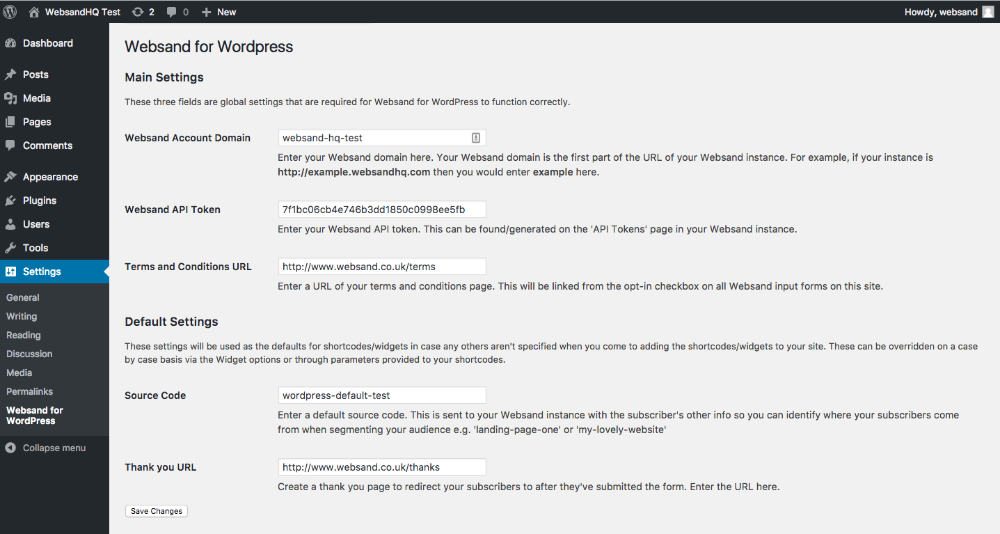 WebsandHQ Test 2 0 New Howdy, websand
Dashboard
Posts
Media
Pages
Comments
Appearance
Plugins
Users
Tools
Settings
General
Writing
Reading
Discussion
Media
Permalinks
Websand for
WordPress
Collapse menu
Websand for Wordpress
Main Settings
These three fields are global settings that are required for Websand for WordPress to function correctly.
Websand Account Domain websand-hq-test
Enter your Websand domain here. Your Websand domain is the first part of the URL of your Websand instance. For example, if your instance is
http://example.websandhq.com then you would enter example here.
Websand API Token 7f1bc06cb4e746b3dd1850c0998ee5fb
Enter your Websand API token. This can be found/generated on the 'API Tokens' page in your Websand instance.
Terms and Conditions URL http://www.websand.co.uk/terms
Enter a URL of your terms and conditions page. This will be linked from the opt-in checkbox on all Websand input forms on this site.
Default Settings
These settings will be used as the defaults for shortcodes/widgets in case any others aren't specified when you come to adding the shortcodes/widgets to your site. These can be overridden on a case
by case basis via the Widget options or through parameters provided to your shortcodes.
Source Code wordpress-default-test
Enter a default source code. This is sent to your Websand instance with the subscriber's other info so you can identify where your subscribers come
from when segmenting your audience e.g. 'landing-page-one' or 'my-lovely-website'
Thank you URL http://www.websand.co.uk/thanks
Create a thank you page to redirect your subscribers to after they've submitted the form. Enter the URL here.
Save Changes